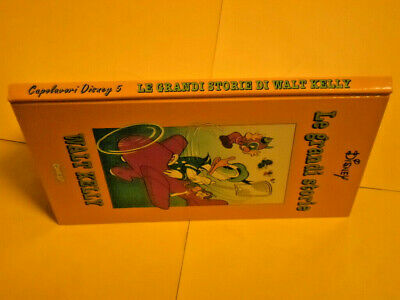 Capolavori Disney 5 LE GRANDI STORIE DI WALT KELLY
Disney
Le grandi storie
WALT KELLY